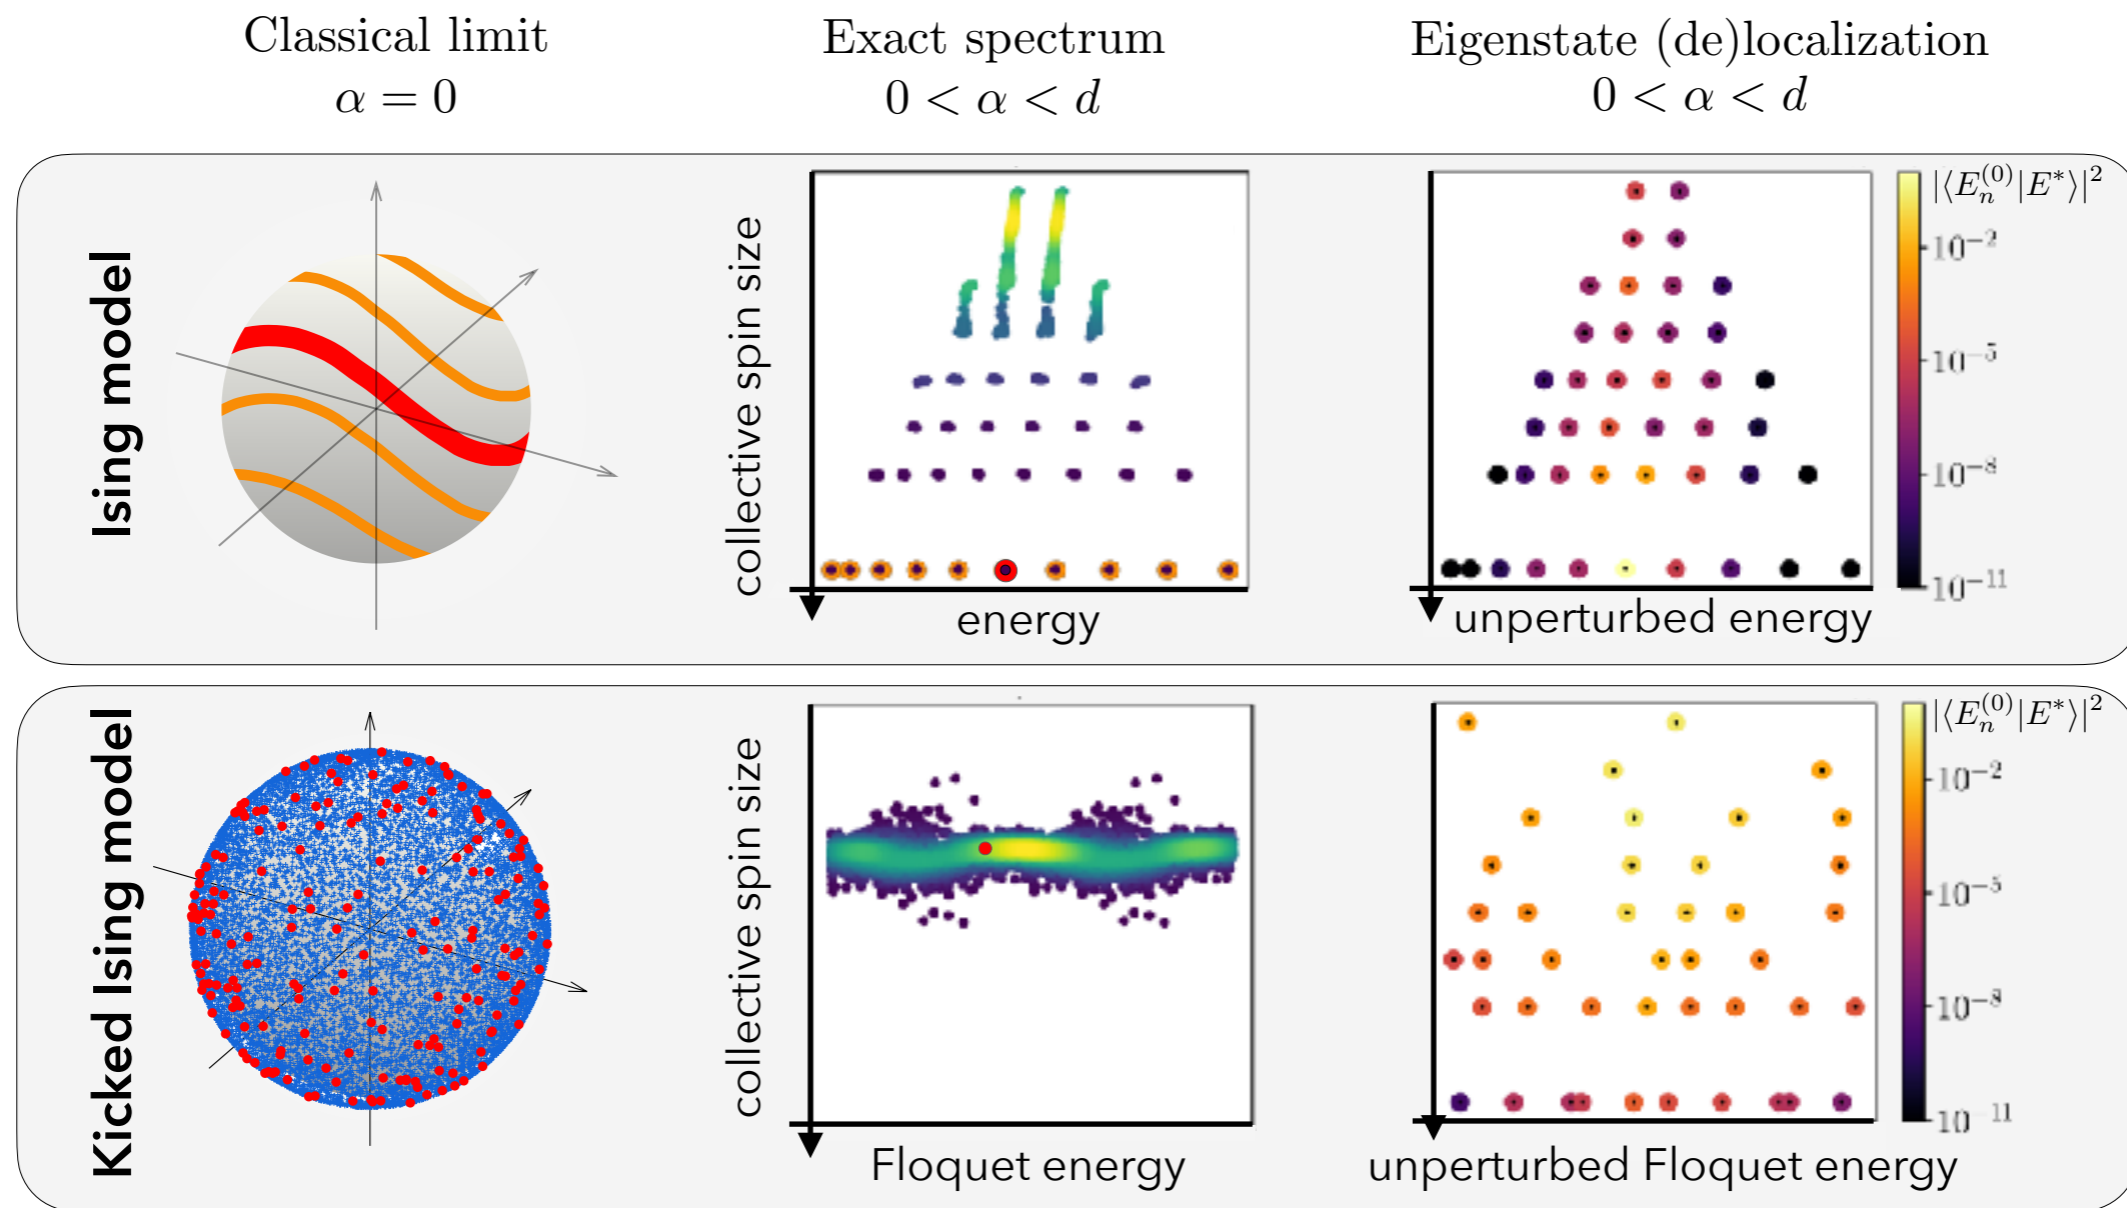 Classical limit
α = 0
Exact spectrum
0 < α < d
Eigenstate (de)localization
0 < α < d
Ising model
collective spin size
energy
unperturbed energy
|⟨E_n^{(0)}|E*⟩|²
10⁻²
10⁻⁵
10⁻⁸
10⁻¹¹
Kicked Ising model
collective spin size
Floquet energy
unperturbed Floquet energy
|⟨E_n^{(0)}|E*⟩|²
10⁻²
10⁻⁵
10⁻⁸
10⁻¹¹